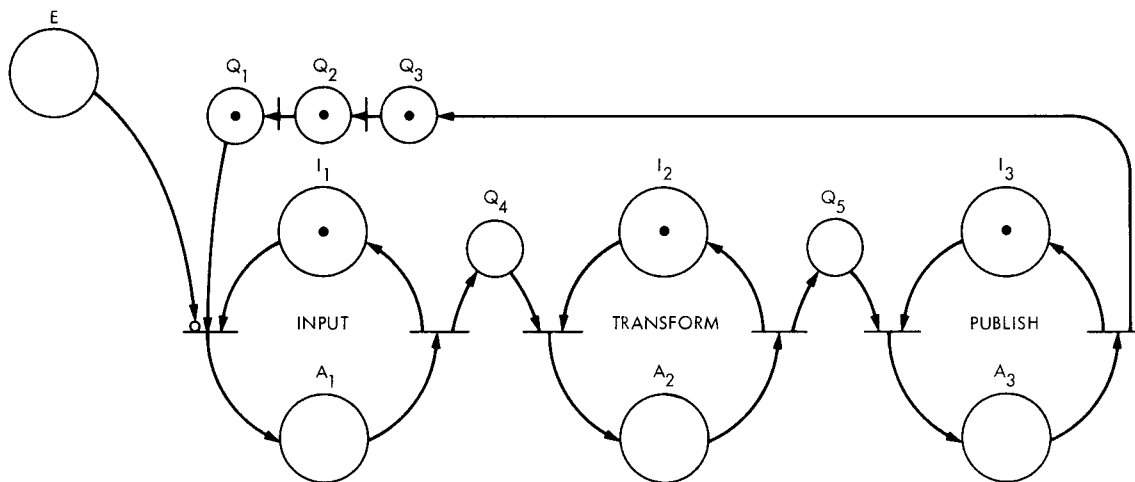 E
Q1 Q2 Q3
I1 I2 I3
Q4 Q5
INPUT TRANSFORM PUBLISH
A1 A2 A3